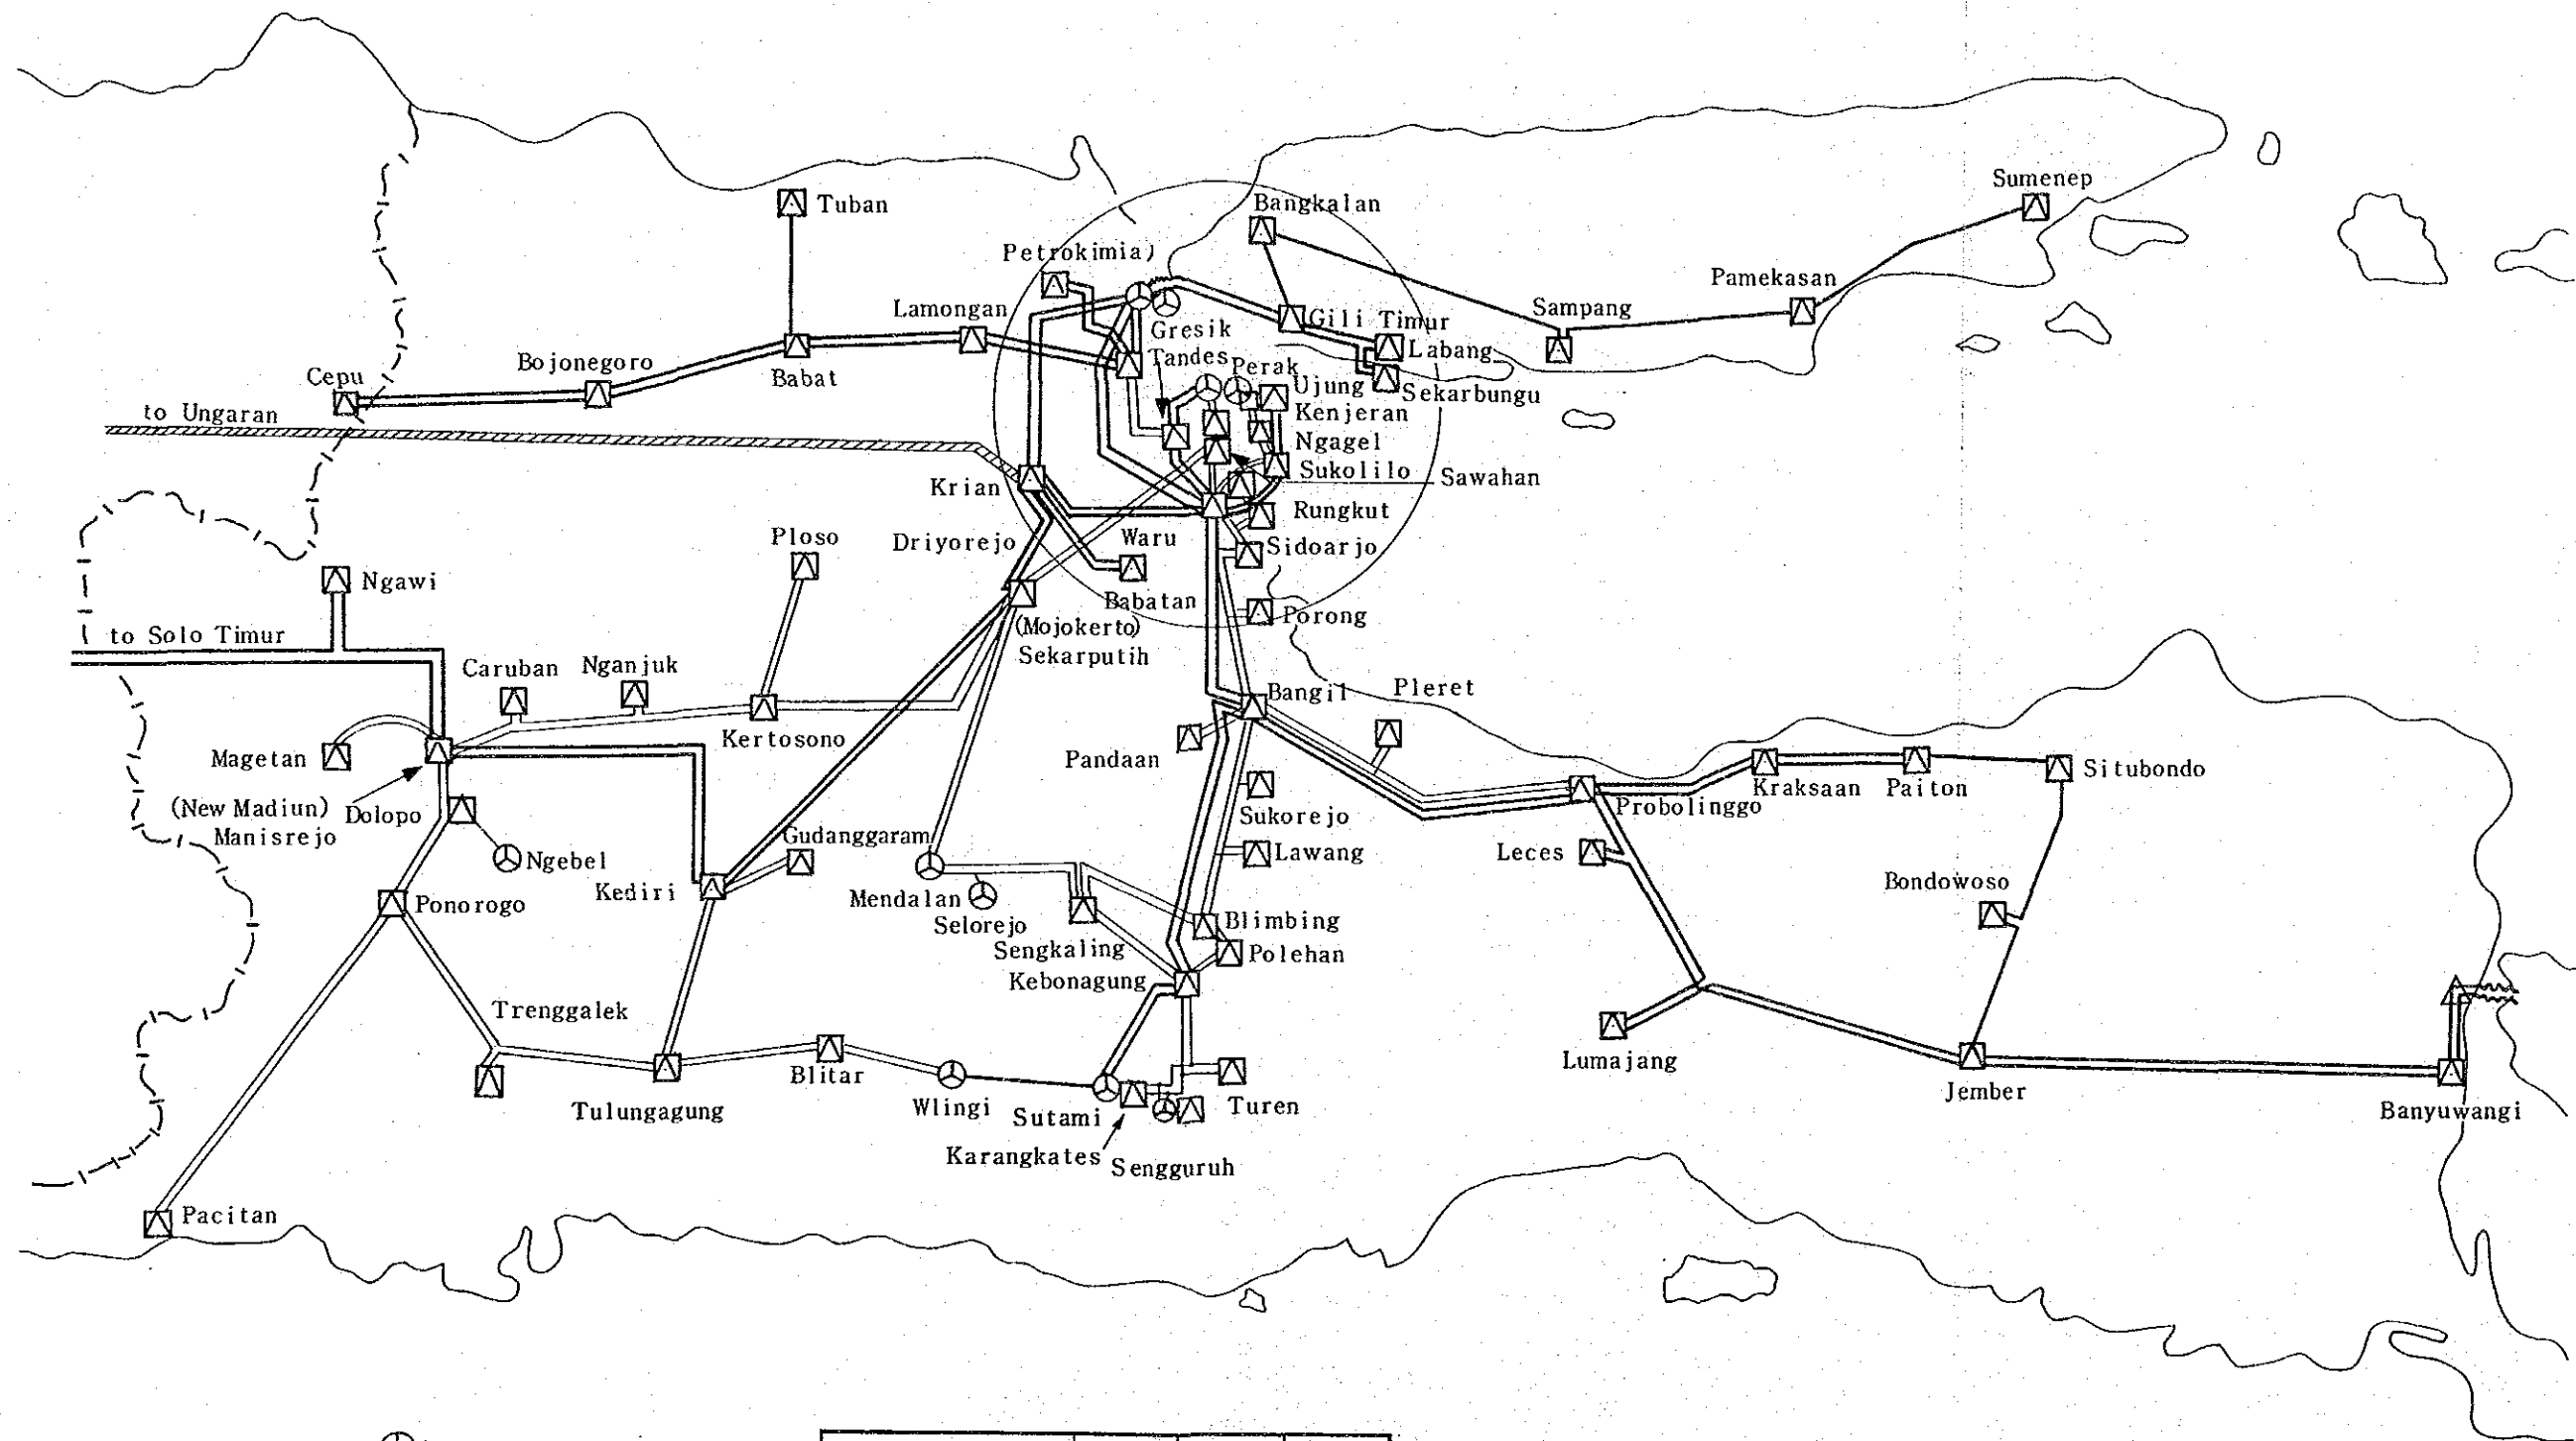 Sumenep
Tuban
Bangkalan
Petrokimia)
Pamekasan
Lamongan
Sampang
Gili Timur
Gresik
Labang
Tandes
Perak
Bojonegoro
Babat
Cepu
Ujung
Sekarbungu
to Ungaran
Kenjeran
Ngagel
Sukolilo
Sawahan
Krian
Rungkut
Ploso
Driyorejo
Waru
Sidoarjo
Ngawi
Babatan
Porong
(Mojokerto)
Sekarputih
to Solo Timur
Caruban
Nganjuk
Bangil
Pleret
Kertosono
Magetan
Pandaan
Situbondo
Kraksaan
Paiton
(New Madiun)
Manisrejo
Dolopo
Sukorejo
Probolinggo
Gudanggaram
Ngebel
Lawang
Leces
Kediri
Bondowoso
Ponorogo
Mendalan
Selorejo
Blimbing
Sengkaling
Polehan
Kebonagung
Trenggalek
Lumajang
Blitar
Jember
Tulungagung
Wlingi
Sutami
Turen
Banyuwangi
Karangkates
Sengguruh
Pacitan